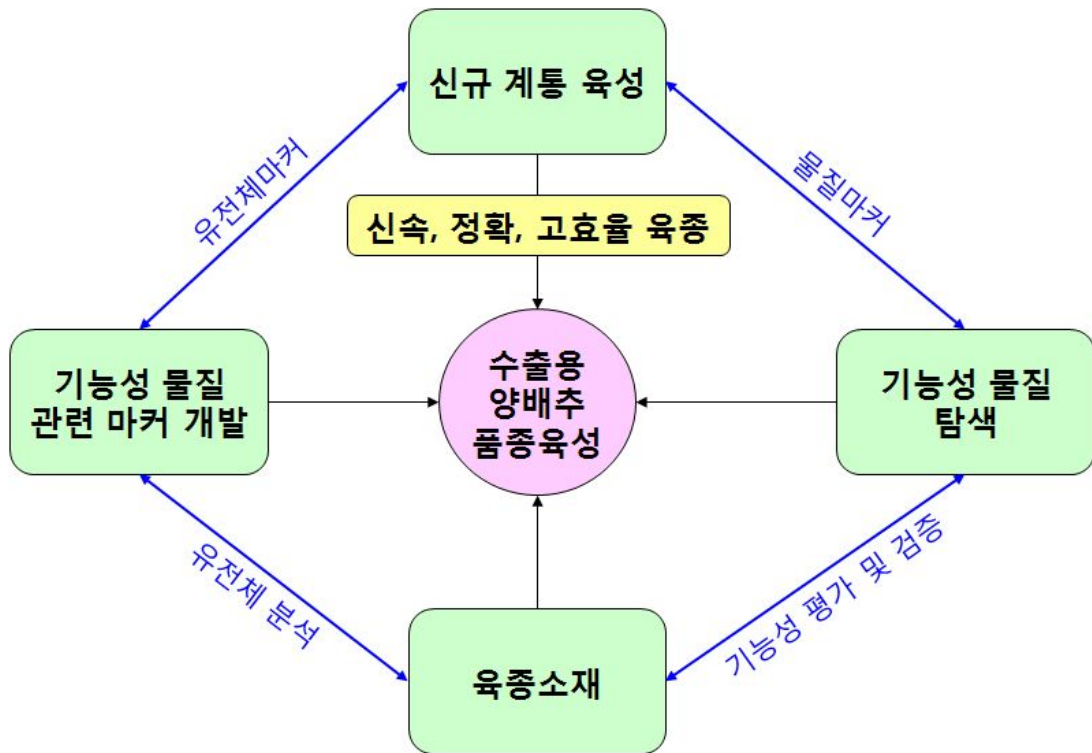 신규 계통 육성
유전체마커
물질마커
신속, 정확, 고효율 육종
기능성 물질
관련 마커 개발
수출용
양배추
품종육성
기능성 물질
탐색
유전체 분석
기능성 평가 및 검증
육종소재